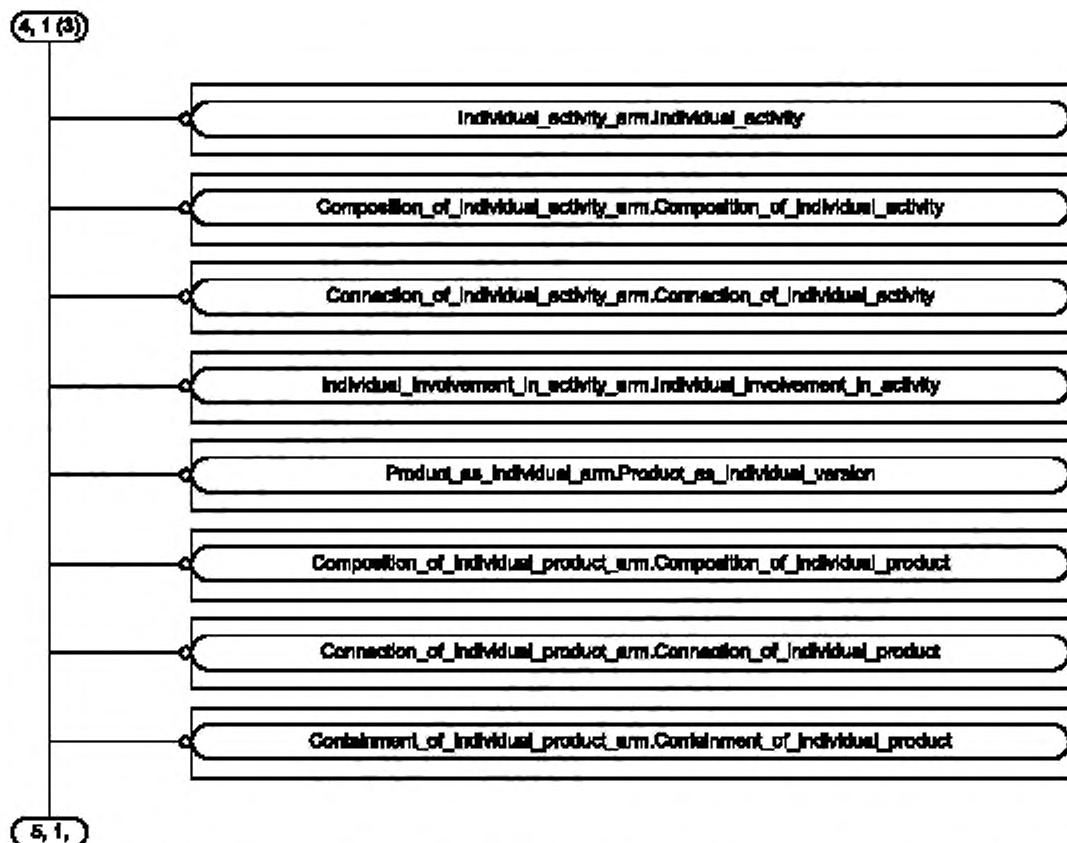 4, 1 (3)
Individual_activity_arm.Individual_activity
Composition_of_individual_activity_arm.Composition_of_individual_activity
Connection_of_individual_activity_arm.Connection_of_individual_activity
Individual_involvement_in_activity_arm.Individual_involvement_in_activity
Product_as_individual_arm.Product_as_individual_version
Composition_of_individual_product_arm.Composition_of_individual_product
Connection_of_individual_product_arm.Connection_of_individual_product
Containment_of_individual_product_arm.Containment_of_individual_product
5, 1,